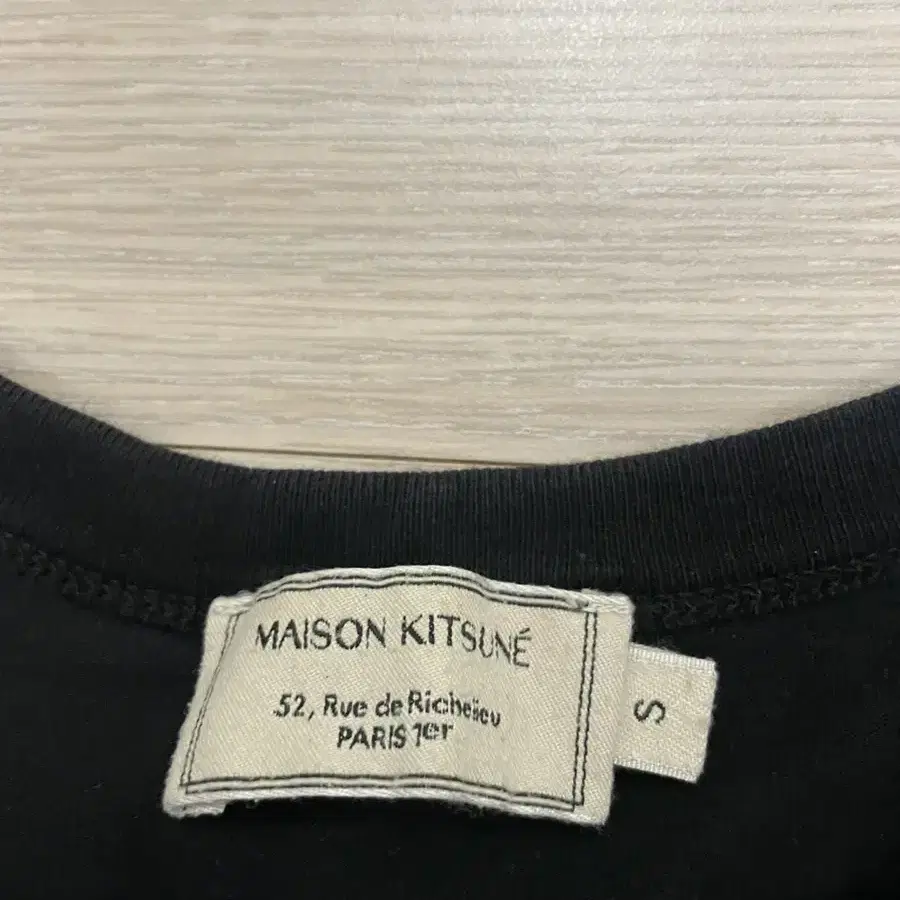 MAISON KITSUNÉ
52, Rue de Richelieu
PARIS 1er
S